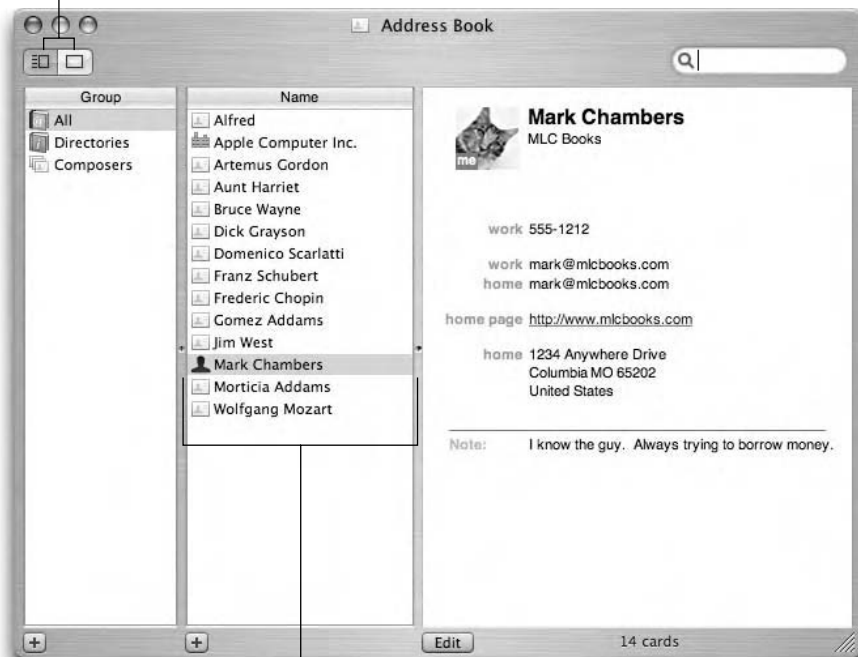 Address Book
Group
All
Directories
Composers
Name
Alfred
Apple Computer Inc.
Artemus Gordon
Aunt Harriet
Bruce Wayne
Dick Grayson
Domenico Scarlatti
Franz Schubert
Frederic Chopin
Gomez Addams
Jim West
Mark Chambers
Morticia Addams
Wolfgang Mozart
me
Mark Chambers
MLC Books
work 555-1212
work mark@mlcbooks.com
home mark@mlcbooks.com
home page http://www.mlcbooks.com
home 1234 Anywhere Drive
Columbia MO 65202
United States
Note: I know the guy. Always trying to borrow money.
+
+
Edit
14 cards